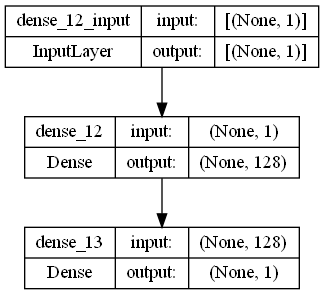 dense_12_input input: [(None, 1)]
InputLayer output: [(None, 1)]
dense_12 input: (None, 1)
Dense output: (None, 128)
dense_13 input: (None, 128)
Dense output: (None, 1)